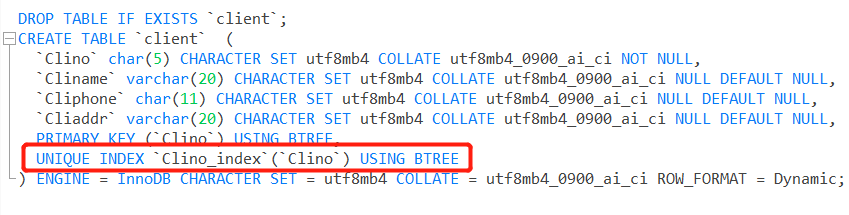 DROP TABLE IF EXISTS `client`;
CREATE TABLE `client`  (
  `Clino` char(5) CHARACTER SET utf8mb4 COLLATE utf8mb4_0900_ai_ci NOT NULL,
  `Cliname` varchar(20) CHARACTER SET utf8mb4 COLLATE utf8mb4_0900_ai_ci NULL DEFAULT NULL,
  `Cliphone` char(11) CHARACTER SET utf8mb4 COLLATE utf8mb4_0900_ai_ci NULL DEFAULT NULL,
  `Cliaddr` varchar(20) CHARACTER SET utf8mb4 COLLATE utf8mb4_0900_ai_ci NULL DEFAULT NULL,
  PRIMARY KEY (`Clino`) USING BTREE,
  UNIQUE INDEX `Clino_index`(`Clino`) USING BTREE
) ENGINE = InnoDB CHARACTER SET = utf8mb4 COLLATE = utf8mb4_0900_ai_ci ROW_FORMAT = Dynamic;